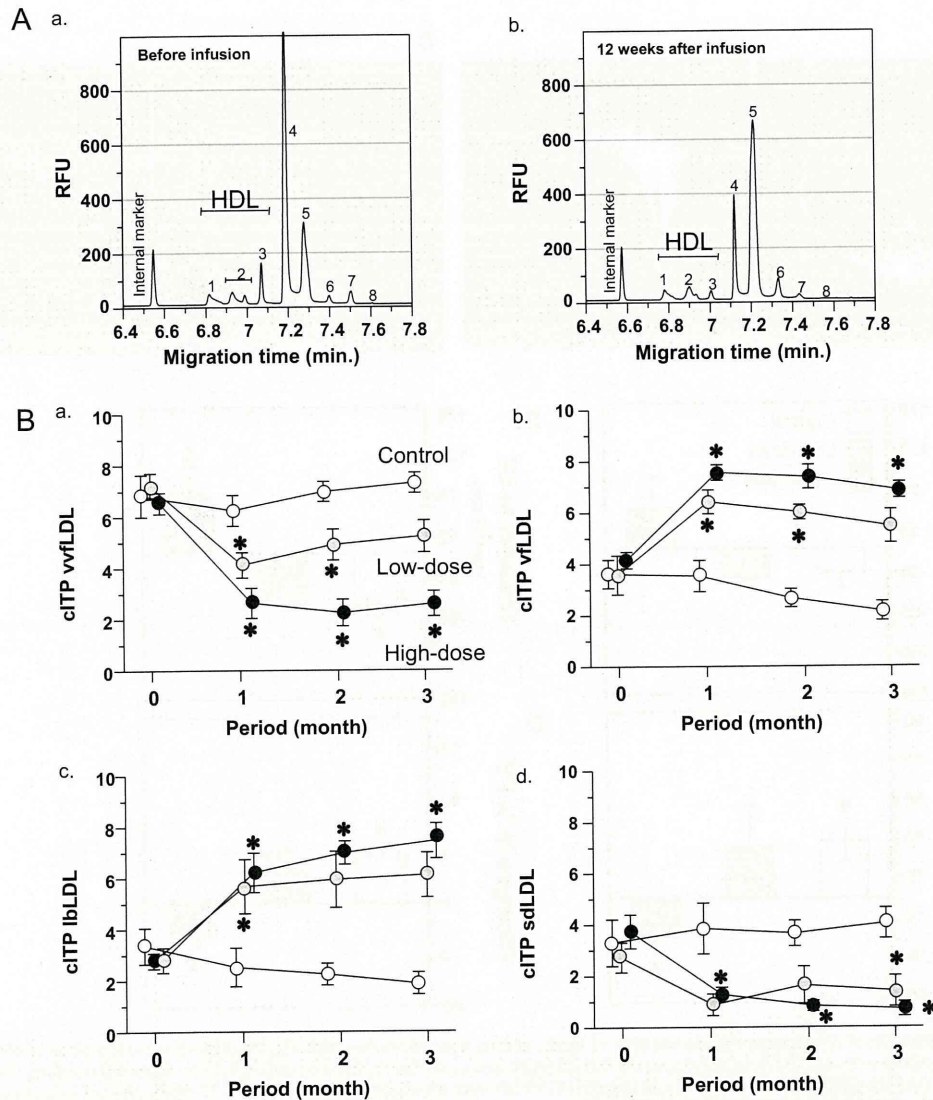 A
a.
Before infusion
RFU
800
600
400
200
0
Internal marker
HDL
1
2
3
4
5
6
7
8
6.4 6.6 6.8 7 7.2 7.4 7.6 7.8
Migration time (min.)
b.
12 weeks after infusion
RFU
800
600
400
200
0
Internal marker
HDL
1
2
3
4
5
6
7
8
6.4 6.6 6.8 7 7.2 7.4 7.6 7.8
Migration time (min.)
B
a.
cITP vvfLDL
10
8
6
4
2
0
Control
*
*
Low-dose
* * *
High-dose
0 1 2 3
Period (month)
b.
cITP vfLDL
10
8
6
4
2
0
* * *
* *
0 1 2 3
Period (month)
c.
cITP lbLDL
10
8
6
4
2
0
* * *
*
0 1 2 3
Period (month)
d.
cITP sdLDL
10
8
6
4
2
0
* *
* *
0 1 2 3
Period (month)